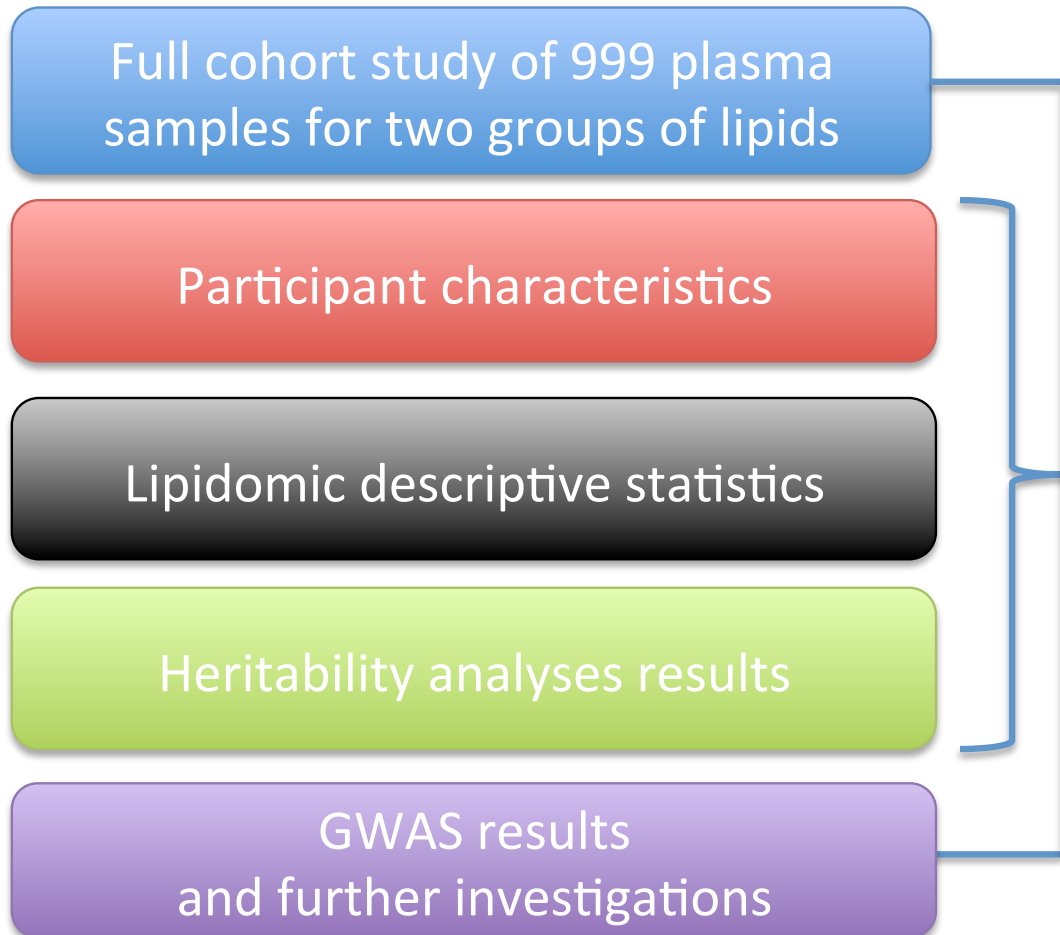 Full cohort study of 999 plasma
samples for two groups of lipids
Participant characteristics
Lipidomic descriptive statistics
Heritability analyses results
GWAS results
and further investigations